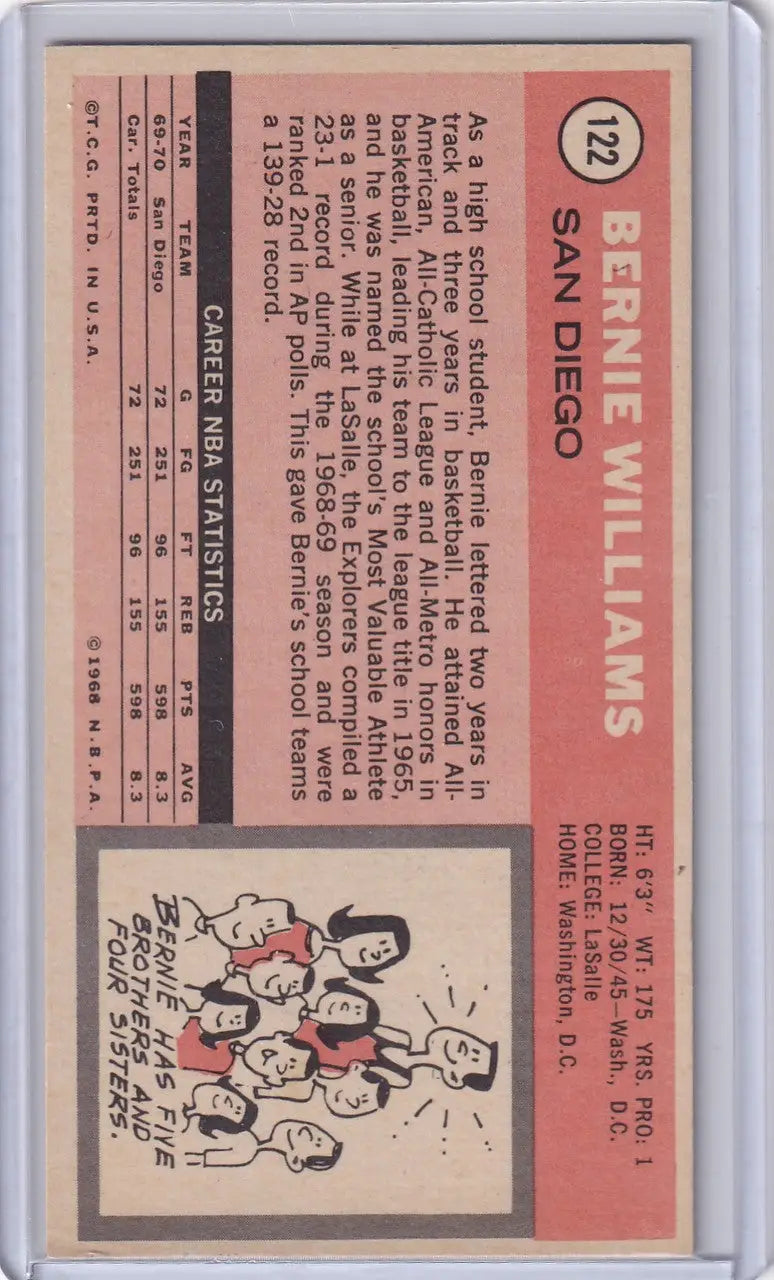 122
BERNIE WILLIAMS
SAN DIEGO
HT: 6'3" WT: 175 YRS. PRO: 1
BORN: 12/30/45—Wash., D.C.
COLLEGE: LaSalle
HOME: Washington, D.C.
As a high school student, Bernie lettered two years in
track and three years in basketball. He attained All-
American, All-Catholic League and All-Metro honors in
basketball, leading his team to the league title in 1965,
and he was named the school's Most Valuable Athlete
as a senior. While at LaSalle, the Explorers compiled a
23-1 record during the 1968-69 season and were
ranked 2nd in AP polls. This gave Bernie's school teams
a 139-28 record.
CAREER NBA STATISTICS
YEAR TEAM G FG FT REB PTS AVG
69-70 San Diego 72 251 96 155 598 8.3
Car. Totals 72 251 96 155 598 8.3
©T.C.G. PRTD. IN U.S.A. ©1968 N.B.P.A.
BERNIE HAS FIVE
BROTHERS AND
FOUR SISTERS.